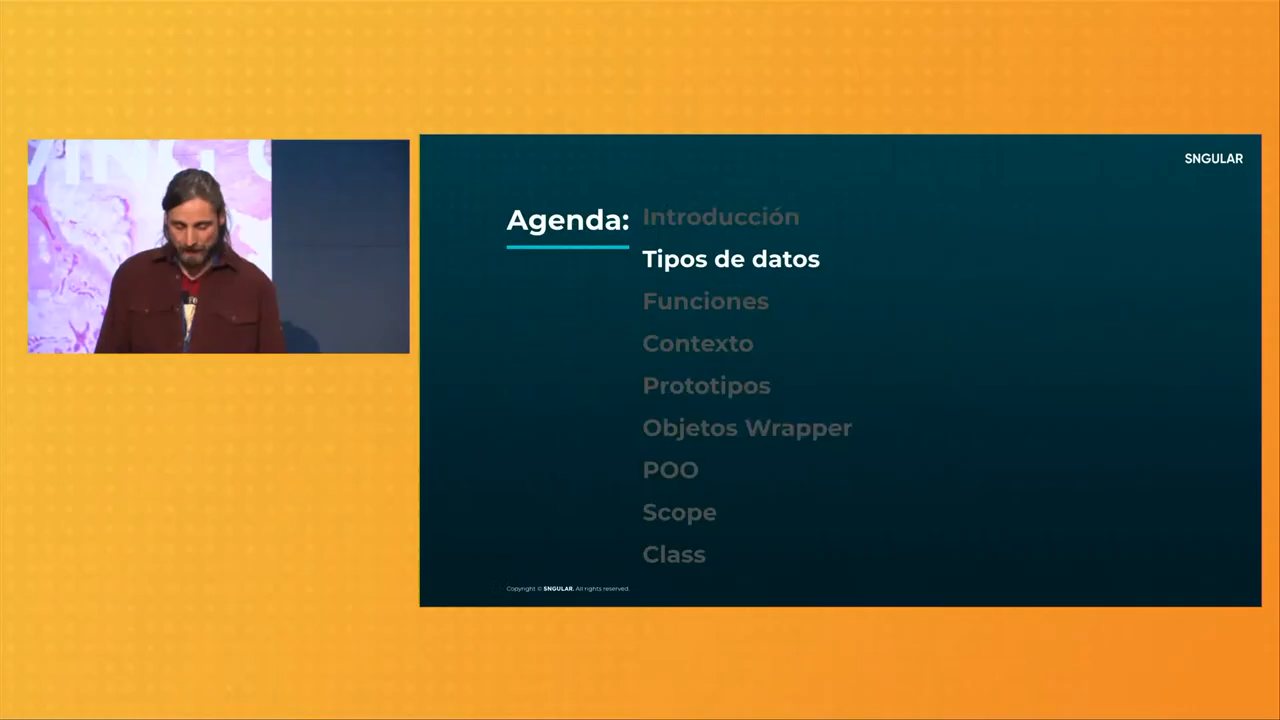 VING
SNGULAR
Agenda:
Introducción
Tipos de datos
Funciones
Contexto
Prototipos
Objetos Wrapper
POO
Scope
Class
Copyright © SNGULAR. All rights reserved.